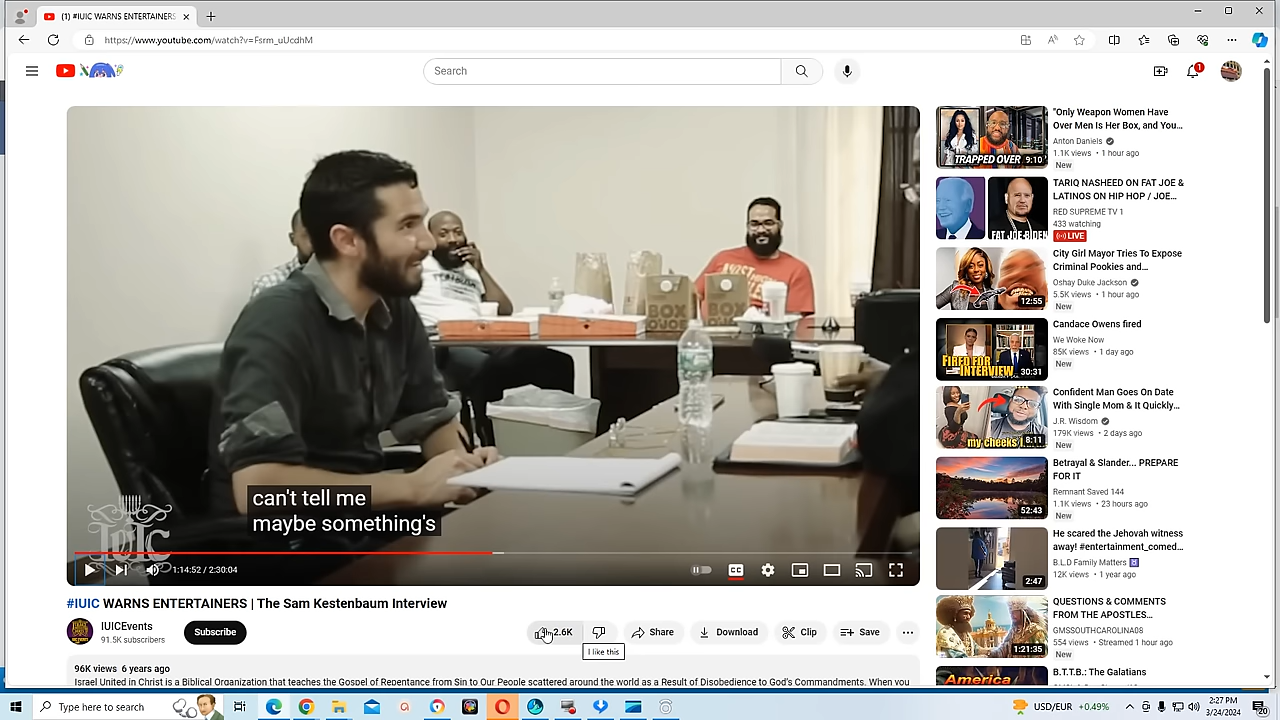 (1) #IUIC WARNS ENTERTAINERS
https://www.youtube.com/watch?v=Fsrm_uUcdhM
Search
1
can't tell me
maybe something's
IUIC
1:14:52 / 2:30:04
CC
#IUIC WARNS ENTERTAINERS | The Sam Kestenbaum Interview
IUICEvents
91.5K subscribers
Subscribe
2.6K
Share
Download
Clip
Save
I like this
96K views 6 years ago
Israel United in Christ is a Biblical Organization that teaches the Gospel of Repentance from Sin to Our People scattered around the world as a Result of Disobedience to God's Commandments. When you
TRAPPED OVER
9:10
"Only Weapon Women Have
Over Men Is Her Box, and You...
Anton Daniels
1.1K views • 1 hour ago
New
FAT JOE BIDEN
TARIQ NASHEED ON FAT JOE &
LATINOS ON HIP HOP / JOE...
RED SUPREME TV 1
433 watching
LIVE
12:55
City Girl Mayor Tries To Expose
Criminal Pookies and...
Oshay Duke Jackson
5.5K views • 1 hour ago
New
FIRED FOR
INTERVIEW
30:31
Candace Owens fired
We Woke Now
85K views • 1 day ago
New
my cheeks
8:11
Confident Man Goes On Date
With Single Mom & It Quickly...
J.R. Wisdom
179K views • 2 days ago
New
52:43
Betrayal & Slander... PREPARE
FOR IT
Remnant Saved 144
1.1K views • 23 hours ago
New
2:47
He scared the Jehovah witness
away! #entertainment_comed...
B.L.D Family Matters
12K views • 1 year ago
1:21:35
QUESTIONS & COMMENTS
FROM THE APOSTLES...
GMSSOUTHCAROLINA08
554 views • Streamed 1 hour ago
New
America
B.T.T.B.: The Galatians
Type here to search
USD/EUR +0.49%
2:27 PM
3/24/2024
20